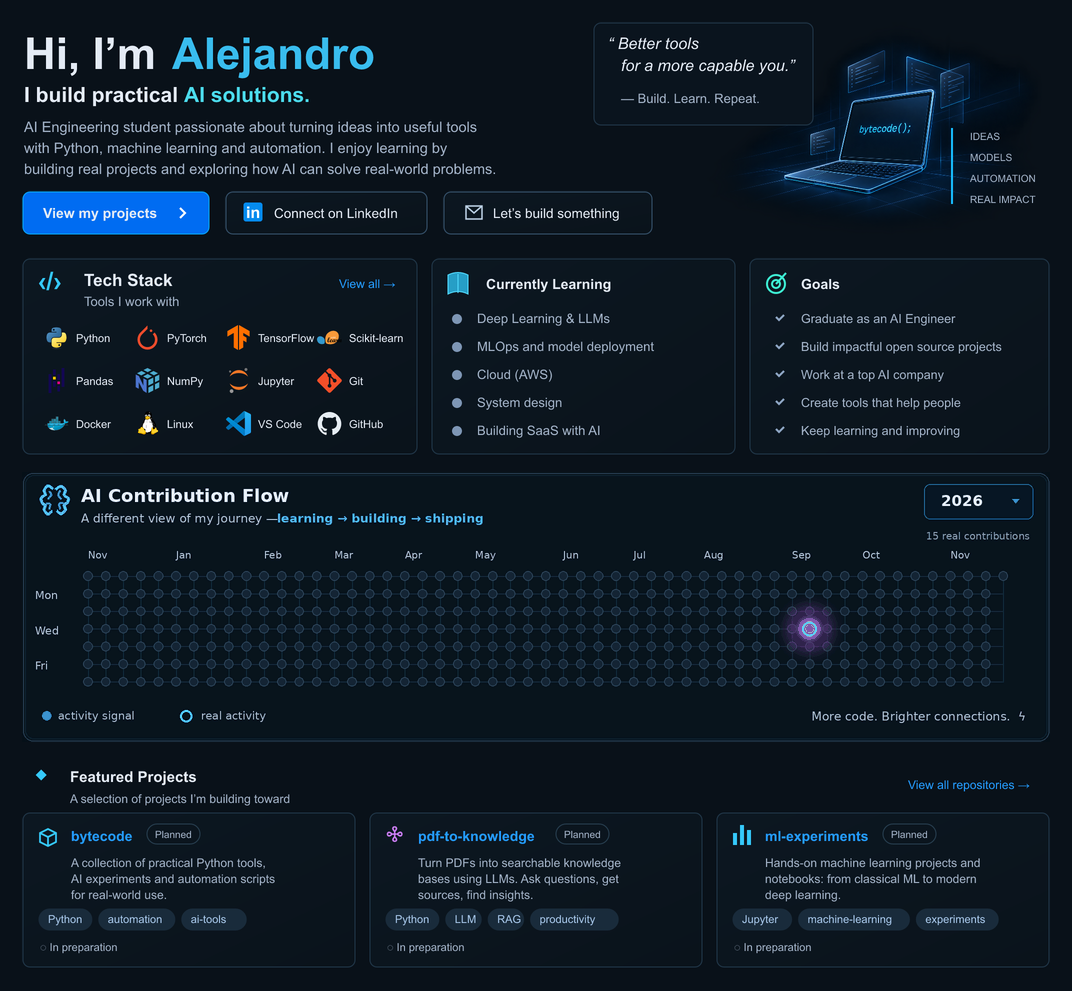 Hi, I’m Alejandro
I build practical AI solutions.
AI Engineering student passionate about turning ideas into useful tools
with Python, machine learning and automation. I enjoy learning by
building real projects and exploring how AI can solve real-world problems.
View my projects
in Connect on LinkedIn
Let’s build something
“ Better tools
for a more capable you.”
— Build. Learn. Repeat.
bytecode();
IDEAS
MODELS
AUTOMATION
REAL IMPACT
</> Tech Stack
Tools I work with
View all →
Python PyTorch TensorFlow Scikit-learn
Pandas NumPy Jupyter Git
Docker Linux VS Code GitHub
Currently Learning
Deep Learning & LLMs
MLOps and model deployment
Cloud (AWS)
System design
Building SaaS with AI
Goals
Graduate as an AI Engineer
Build impactful open source projects
Work at a top AI company
Create tools that help people
Keep learning and improving
AI Contribution Flow
A different view of my journey —learning → building → shipping
2026
15 real contributions
Nov Jan Feb Mar Apr May Jun Jul Aug Sep Oct Nov
Mon
Wed
Fri
activity signal
real activity
More code. Brighter connections. ϟ
Featured Projects
A selection of projects I’m building toward
View all repositories →
bytecode Planned
A collection of practical Python tools,
AI experiments and automation scripts
for real-world use.
Python automation ai-tools
○ In preparation
pdf-to-knowledge Planned
Turn PDFs into searchable knowledge
bases using LLMs. Ask questions, get
sources, find insights.
Python LLM RAG productivity
○ In preparation
ml-experiments Planned
Hands-on machine learning projects and
notebooks: from classical ML to modern
deep learning.
Jupyter machine-learning experiments
○ In preparation